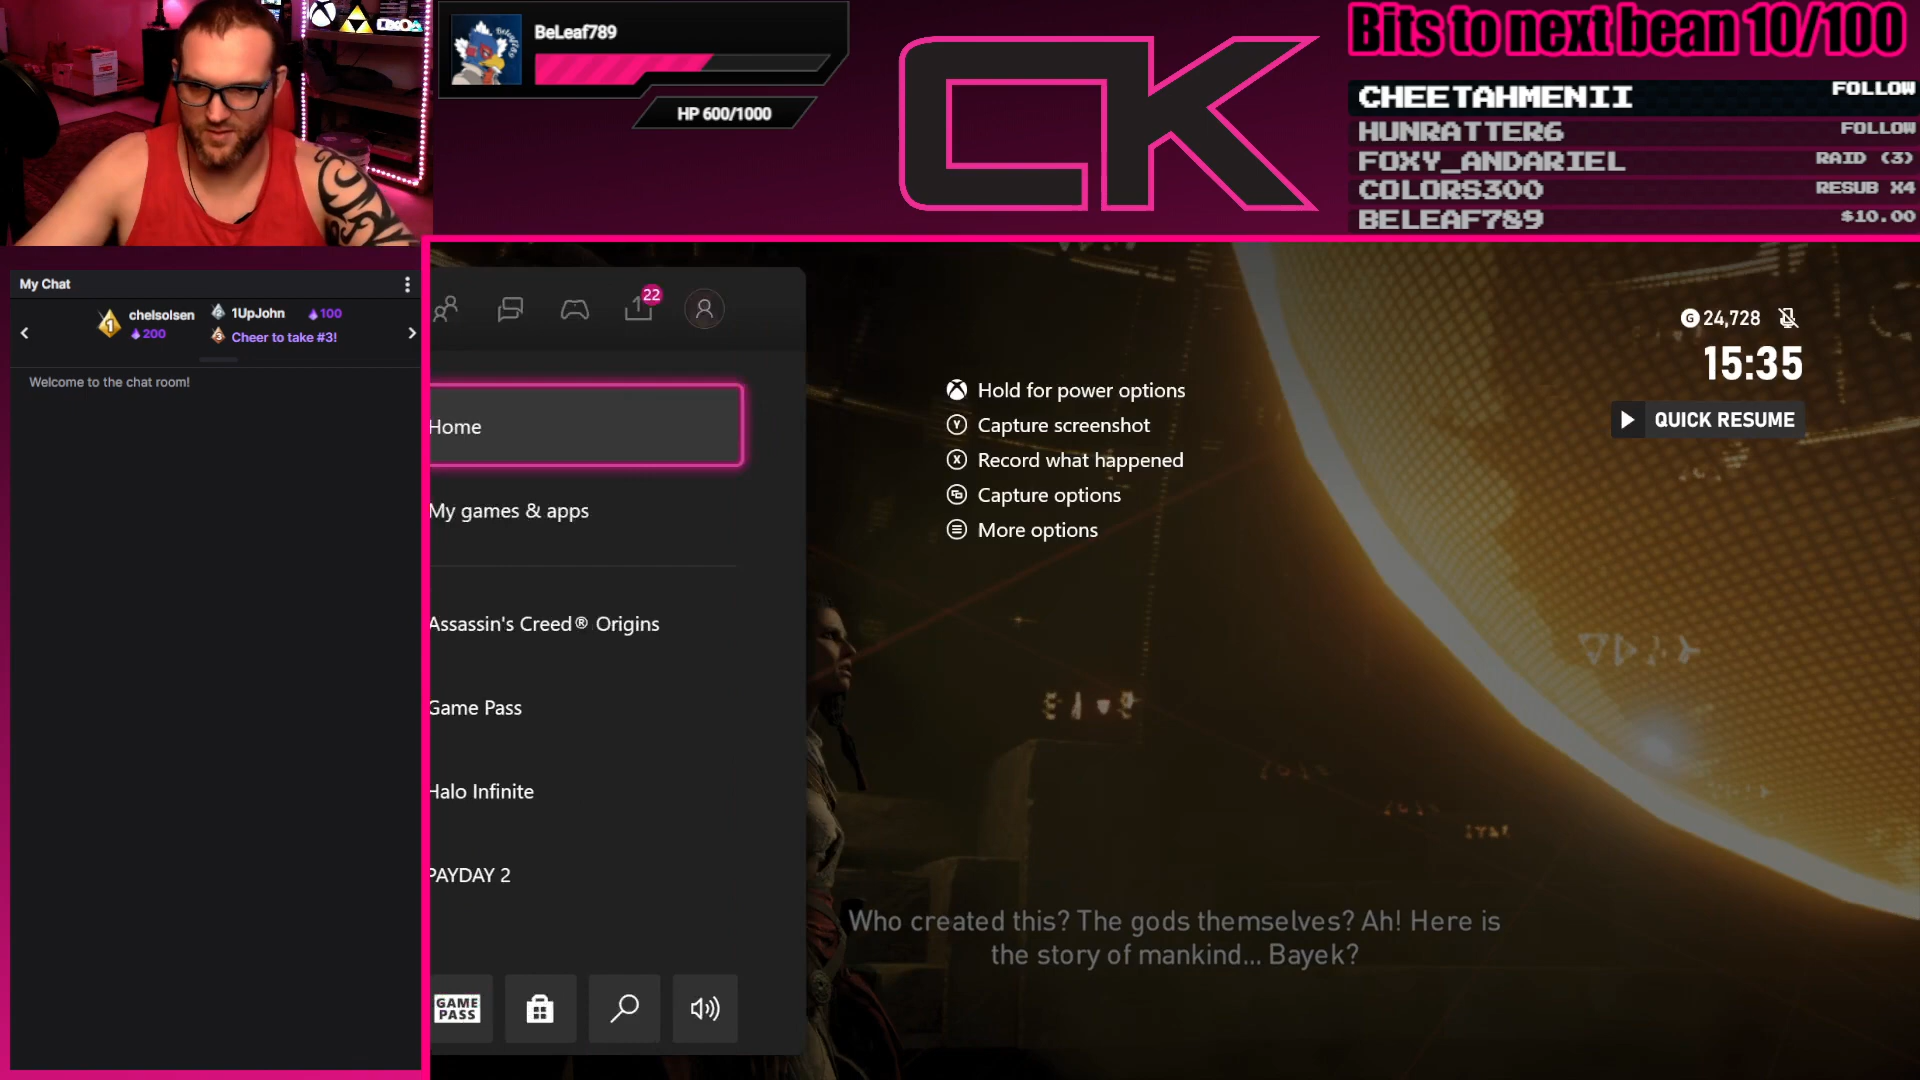 BeLeaf789
HP 600/1000
CK
Bits to next bean 10/100
CHEETAHMENII FOLLOW
HUNRATTER6 FOLLOW
FOXY_ANDARIEL RAID (3)
COLORS300 RESUB X4
BELEAF789 $10.00
My Chat
1 chelsolsen 200
2 1UpJohn 100
3 Cheer to take #3!
Welcome to the chat room!
22
Home
My games & apps
Assassin's Creed® Origins
Game Pass
Halo Infinite
PAYDAY 2
GAME
PASS
Hold for power options
Y Capture screenshot
X Record what happened
Capture options
More options
G 24,728
15:35
QUICK RESUME
Who created this? The gods themselves? Ah! Here is
the story of mankind... Bayek?